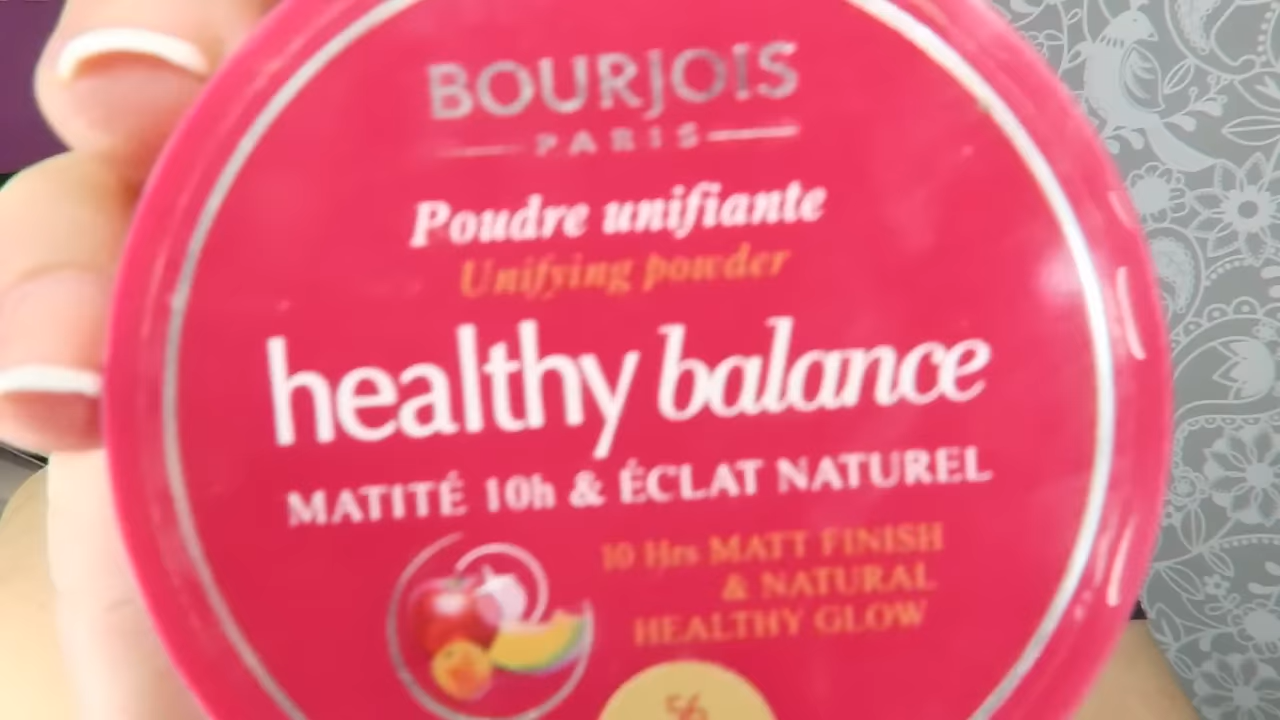 BOURJOIS
PARIS
Poudre unifiante
Unifying powder
healthy balance
MATITÉ 10h & ÉCLAT NATUREL
10 Hrs MATT FINISH
& NATURAL
HEALTHY GLOW
56